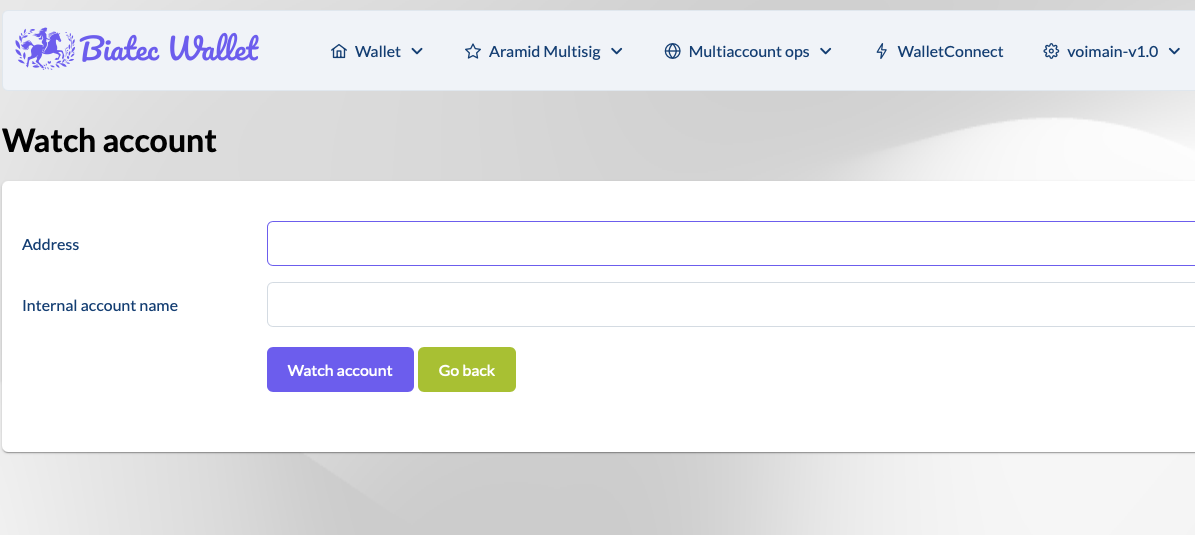 Biatec Wallet Wallet Aramid Multisig Multiaccount ops WalletConnect voimain-v1.0
Watch account
Address
Internal account name
Watch account Go back